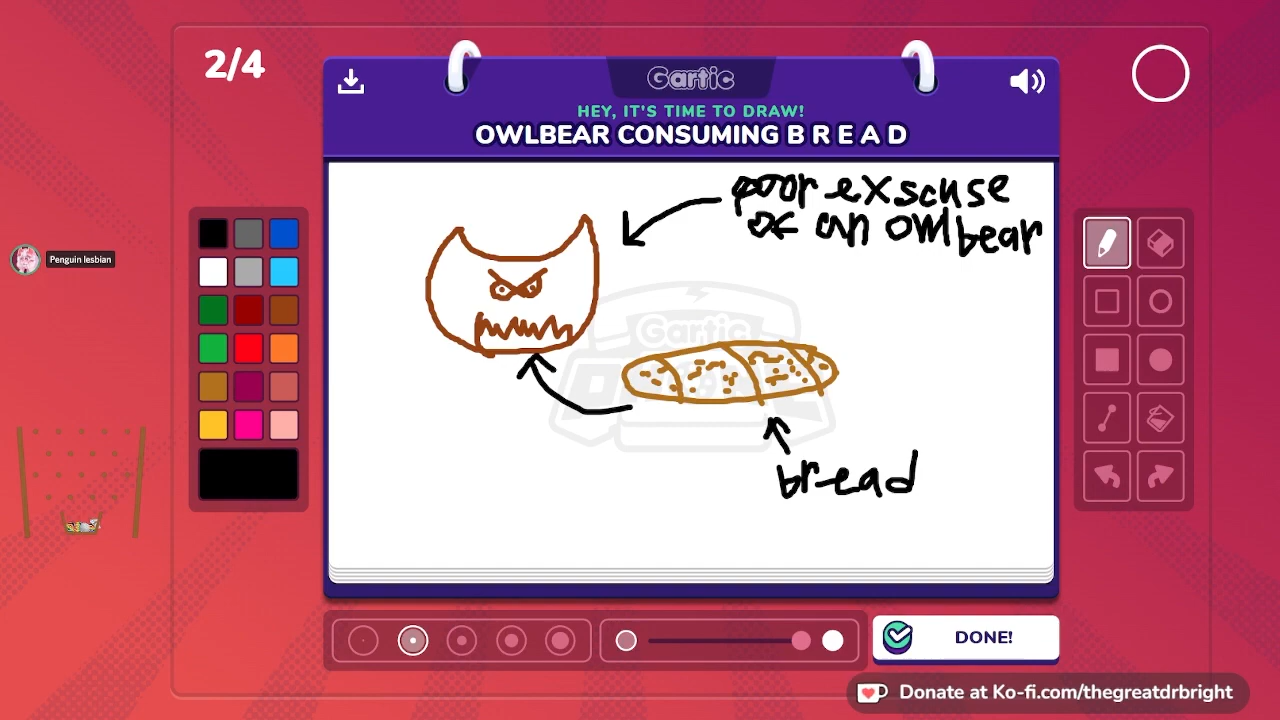 2/4
Gartic
HEY, IT'S TIME TO DRAW!
OWLBEAR CONSUMING B R E A D
poor exscuse
of an owlbear
Penguin lesbian
Gartic
bread
DONE!
Donate at Ko-fi.com/thegreatdrbright